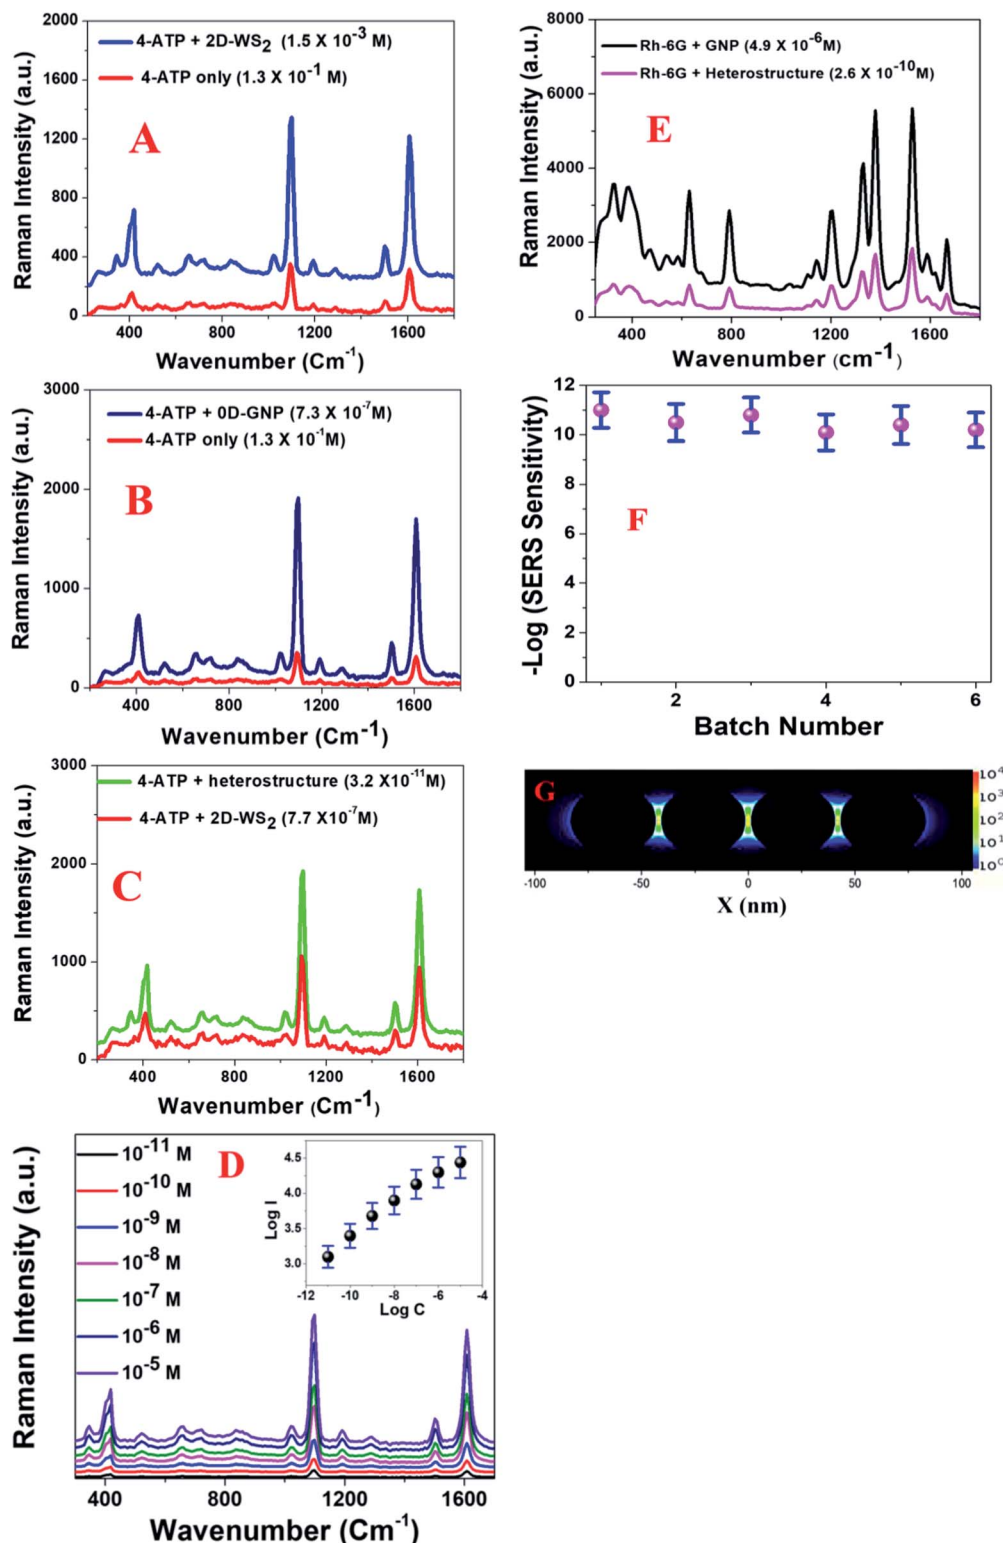 2000
1600
1200
800
400
0
Raman Intensity (a.u.)
4-ATP + 2D-WS2 (1.5 X 10-3 M)
4-ATP only (1.3 X 10-1 M)
A
400 800 1200 1600
Wavenumber (Cm-1)
3000
2000
1000
0
Raman Intensity (a.u.)
4-ATP + 0D-GNP (7.3 X 10-7M)
4-ATP only (1.3 X 10-1M)
B
400 800 1200 1600
Wavenumber (Cm-1)
3000
2000
1000
0
Raman Intensity (a.u.)
4-ATP + heterostructure (3.2 X10-11M)
4-ATP + 2D-WS2 (7.7 X10-7M)
C
400 800 1200 1600
Wavenumber (Cm-1)
Raman Intensity (a.u.)
10-11 M
10-10 M
10-9 M
10-8 M
10-7 M
10-6 M
10-5 M
D
4.5
4.0
3.5
3.0
Log I
-12 -10 -8 -6 -4
Log C
400 800 1200 1600
Wavenumber (Cm-1)
8000
6000
4000
2000
0
Raman Intensity (a.u.)
Rh-6G + GNP (4.9 X 10-6M)
Rh-6G + Heterostructure (2.6 X 10-10M)
E
400 800 1200 1600
Wavenumber (cm-1)
12
10
8
6
4
2
0
-Log (SERS Sensitivity)
F
2 4 6
Batch Number
G
104
103
102
101
100
-100 -50 0 50 100
X (nm)